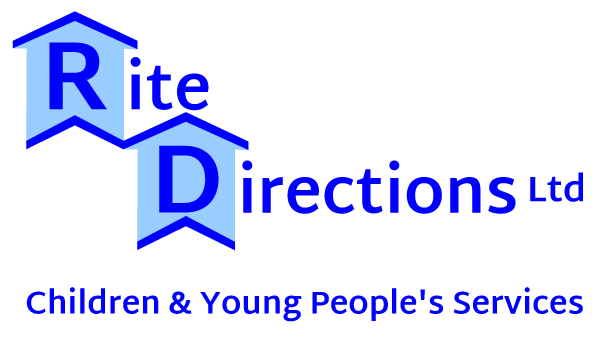 Rite
Directions Ltd
Children & Young People's Services